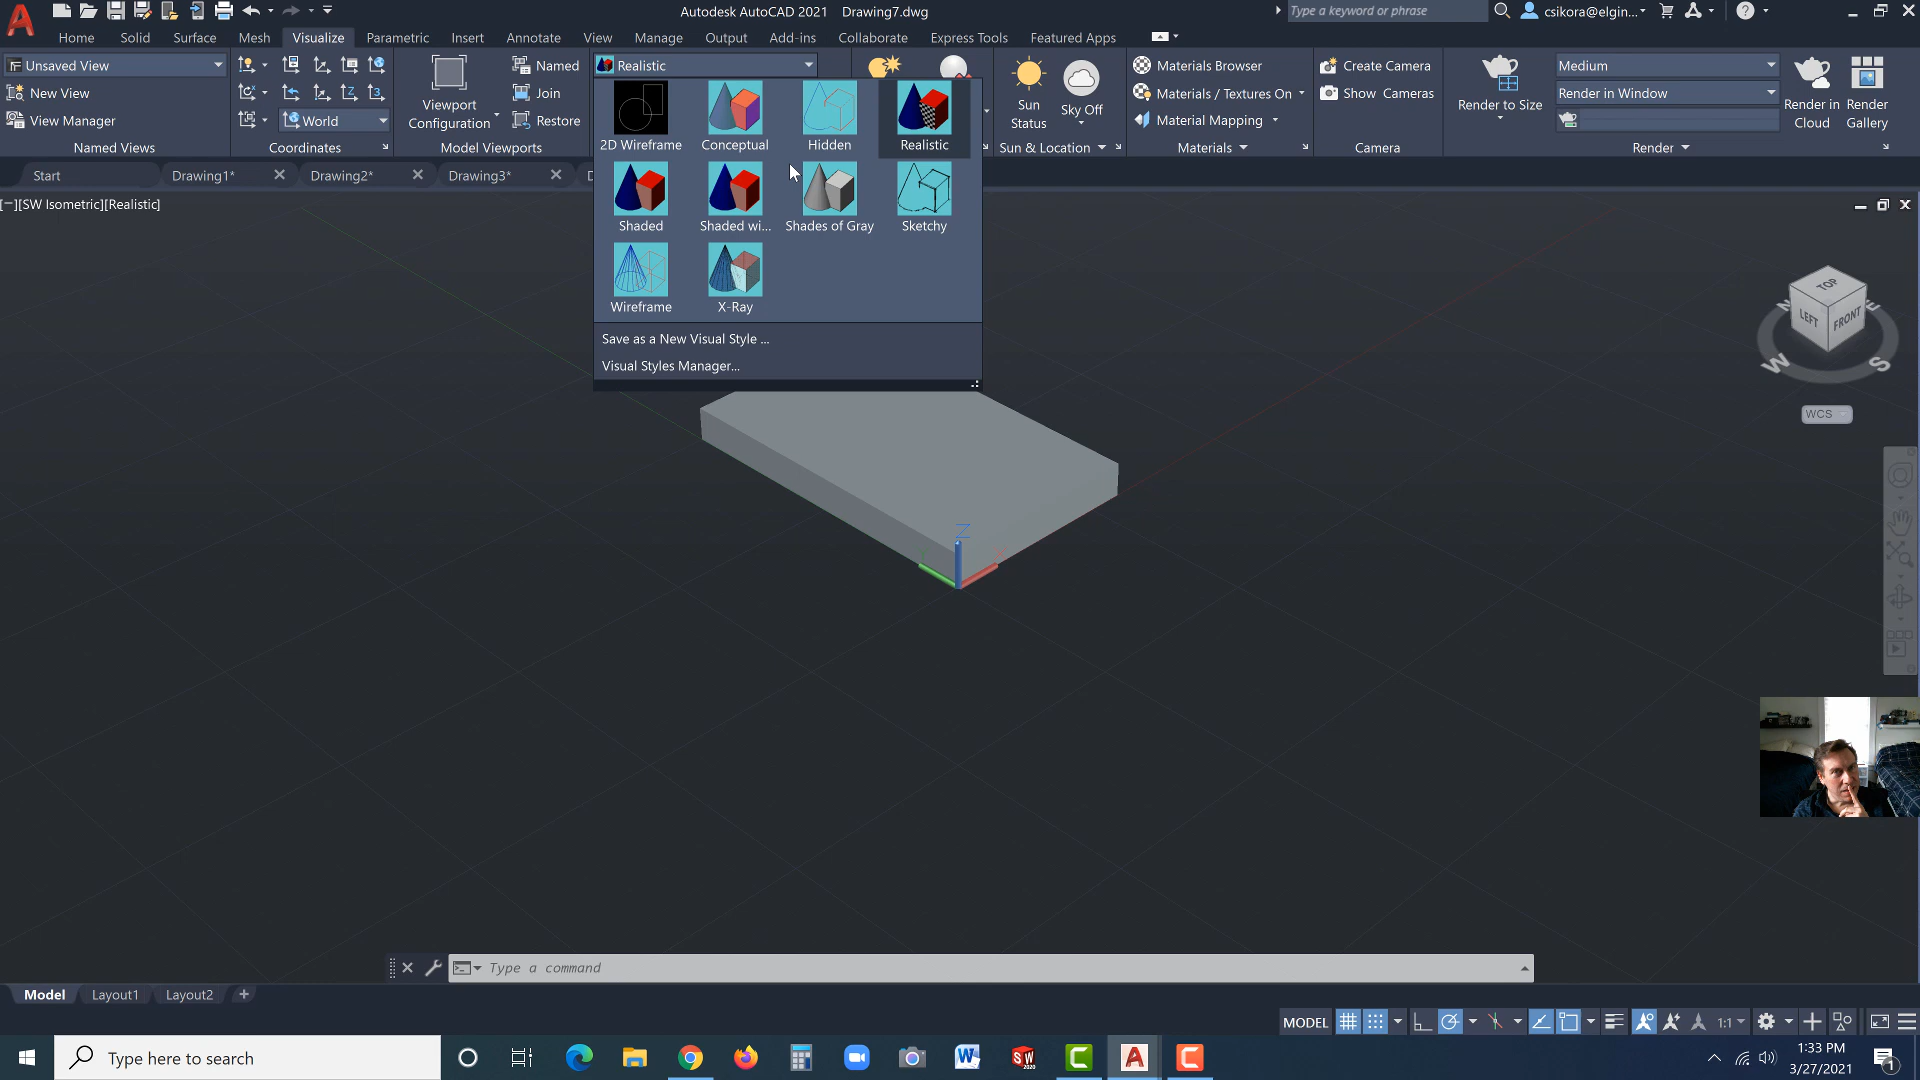 Autodesk AutoCAD 2021 Drawing7.dwg
Type a keyword or phrase
csikora@elgin...
Home Solid Surface Mesh Visualize Parametric Insert Annotate View Manage Output Add-ins Collaborate Express Tools Featured Apps
Unsaved View
New View
View Manager
Named Views
World
Coordinates
Viewport
Configuration
Named
Join
Restore
Model Viewports
Realistic
2D Wireframe Conceptual Hidden Realistic
Shaded Shaded wi... Shades of Gray Sketchy
Wireframe X-Ray
Save as a New Visual Style ...
Visual Styles Manager...
Sun
Status
Sky Off
Sun & Location
Materials Browser
Materials / Textures On
Material Mapping
Materials
Create Camera
Show Cameras
Camera
Render to Size
Medium
Render in Window
Render in
Cloud
Render
Gallery
Render
Start Drawing1* Drawing2* Drawing3*
[−][SW Isometric][Realistic]
TOP
LEFT FRONT
N E
W S
WCS
Z
X
Type a command
Model Layout1 Layout2
MODEL 1:1
Type here to search
1:33 PM
3/27/2021